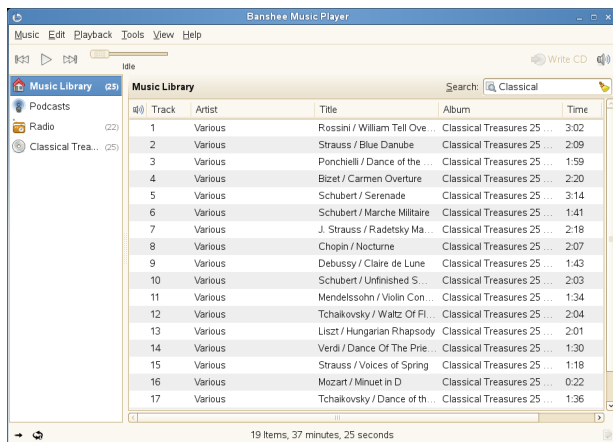 Banshee Music Player
Music Edit Playback Tools View Help
Idle
Write CD
Music Library (25)
Podcasts
Radio (22)
Classical Trea... (25)
Music Library
Search: Classical
Track Artist Title Album Time
1 Various Rossini / William Tell Ove... Classical Treasures 25 ... 3:02
2 Various Strauss / Blue Danube Classical Treasures 25 ... 2:09
3 Various Ponchielli / Dance of the ... Classical Treasures 25 ... 1:59
4 Various Bizet / Carmen Overture Classical Treasures 25 ... 2:20
5 Various Schubert / Serenade Classical Treasures 25 ... 3:14
6 Various Schubert / Marche Militaire Classical Treasures 25 ... 1:41
7 Various J. Strauss / Radetsky Ma... Classical Treasures 25 ... 2:18
8 Various Chopin / Nocturne Classical Treasures 25 ... 2:07
9 Various Debussy / Claire de Lune Classical Treasures 25 ... 1:43
10 Various Schubert / Unfinished S... Classical Treasures 25 ... 2:03
11 Various Mendelssohn / Violin Con... Classical Treasures 25 ... 1:34
12 Various Tchaikovsky / Waltz Of Fl... Classical Treasures 25 ... 2:04
13 Various Liszt / Hungarian Rhapsody Classical Treasures 25 ... 2:01
14 Various Verdi / Dance Of The Prie... Classical Treasures 25 ... 1:30
15 Various Strauss / Voices of Spring Classical Treasures 25 ... 1:18
16 Various Mozart / Minuet in D Classical Treasures 25 ... 0:22
17 Various Tchaikovsky / Dance of th... Classical Treasures 25 ... 1:36
19 Items, 37 minutes, 25 seconds